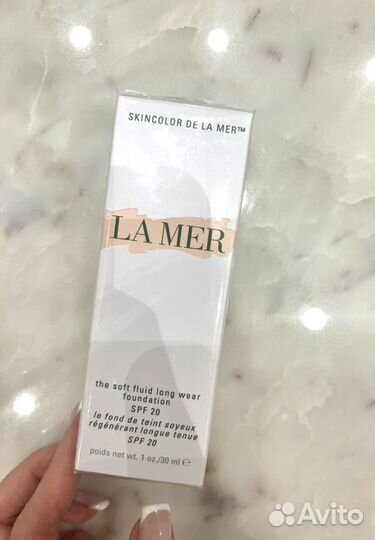 SKINCOLOR DE LA MER™
LA MER
the soft fluid long wear
foundation
SPF 20
le fond de teint soyeux
régénérant longue tenue
SPF 20
poids net wt. 1 oz./30 ml ℮
Avito